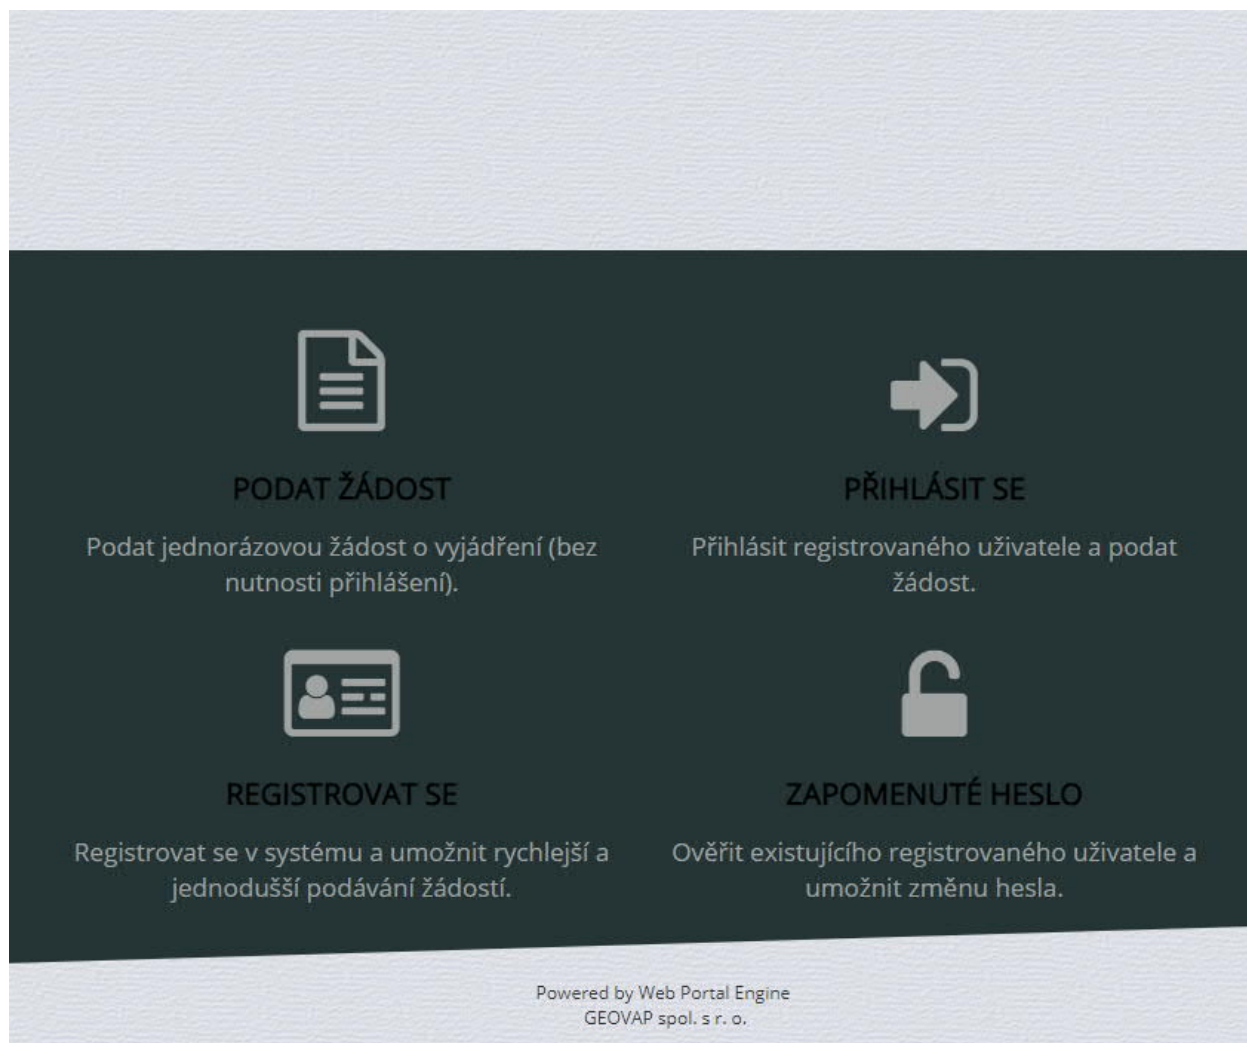 PODAT ŽÁDOST
Podat jednorázovou žádost o vyjádření (bez
nutnosti přihlášení).
PŘIHLÁSIT SE
Přihlásit registrovaného uživatele a podat
žádost.
REGISTROVAT SE
Registrovat se v systému a umožnit rychlejší a
jednodušší podávání žádostí.
ZAPOMENUTÉ HESLO
Ověřit existujícího registrovaného uživatele a
umožnit změnu hesla.
Powered by Web Portal Engine
GEOVAP spol. s r. o.